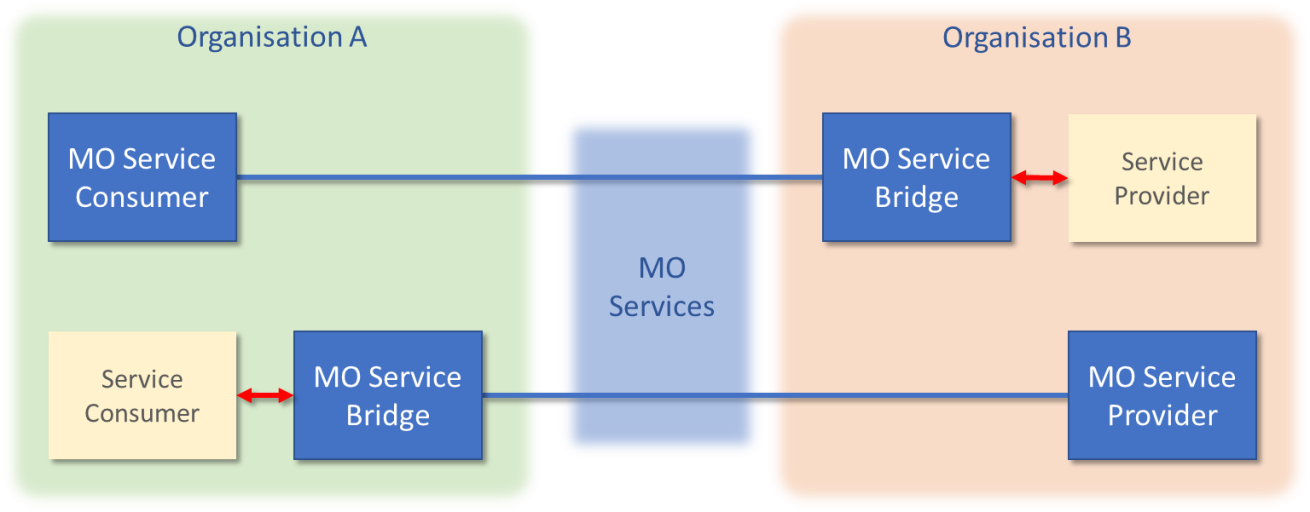 Organisation A
Organisation B
MO Service
Consumer
MO Service
Bridge
Service
Provider
MO
Services
Service
Consumer
MO Service
Bridge
MO Service
Provider